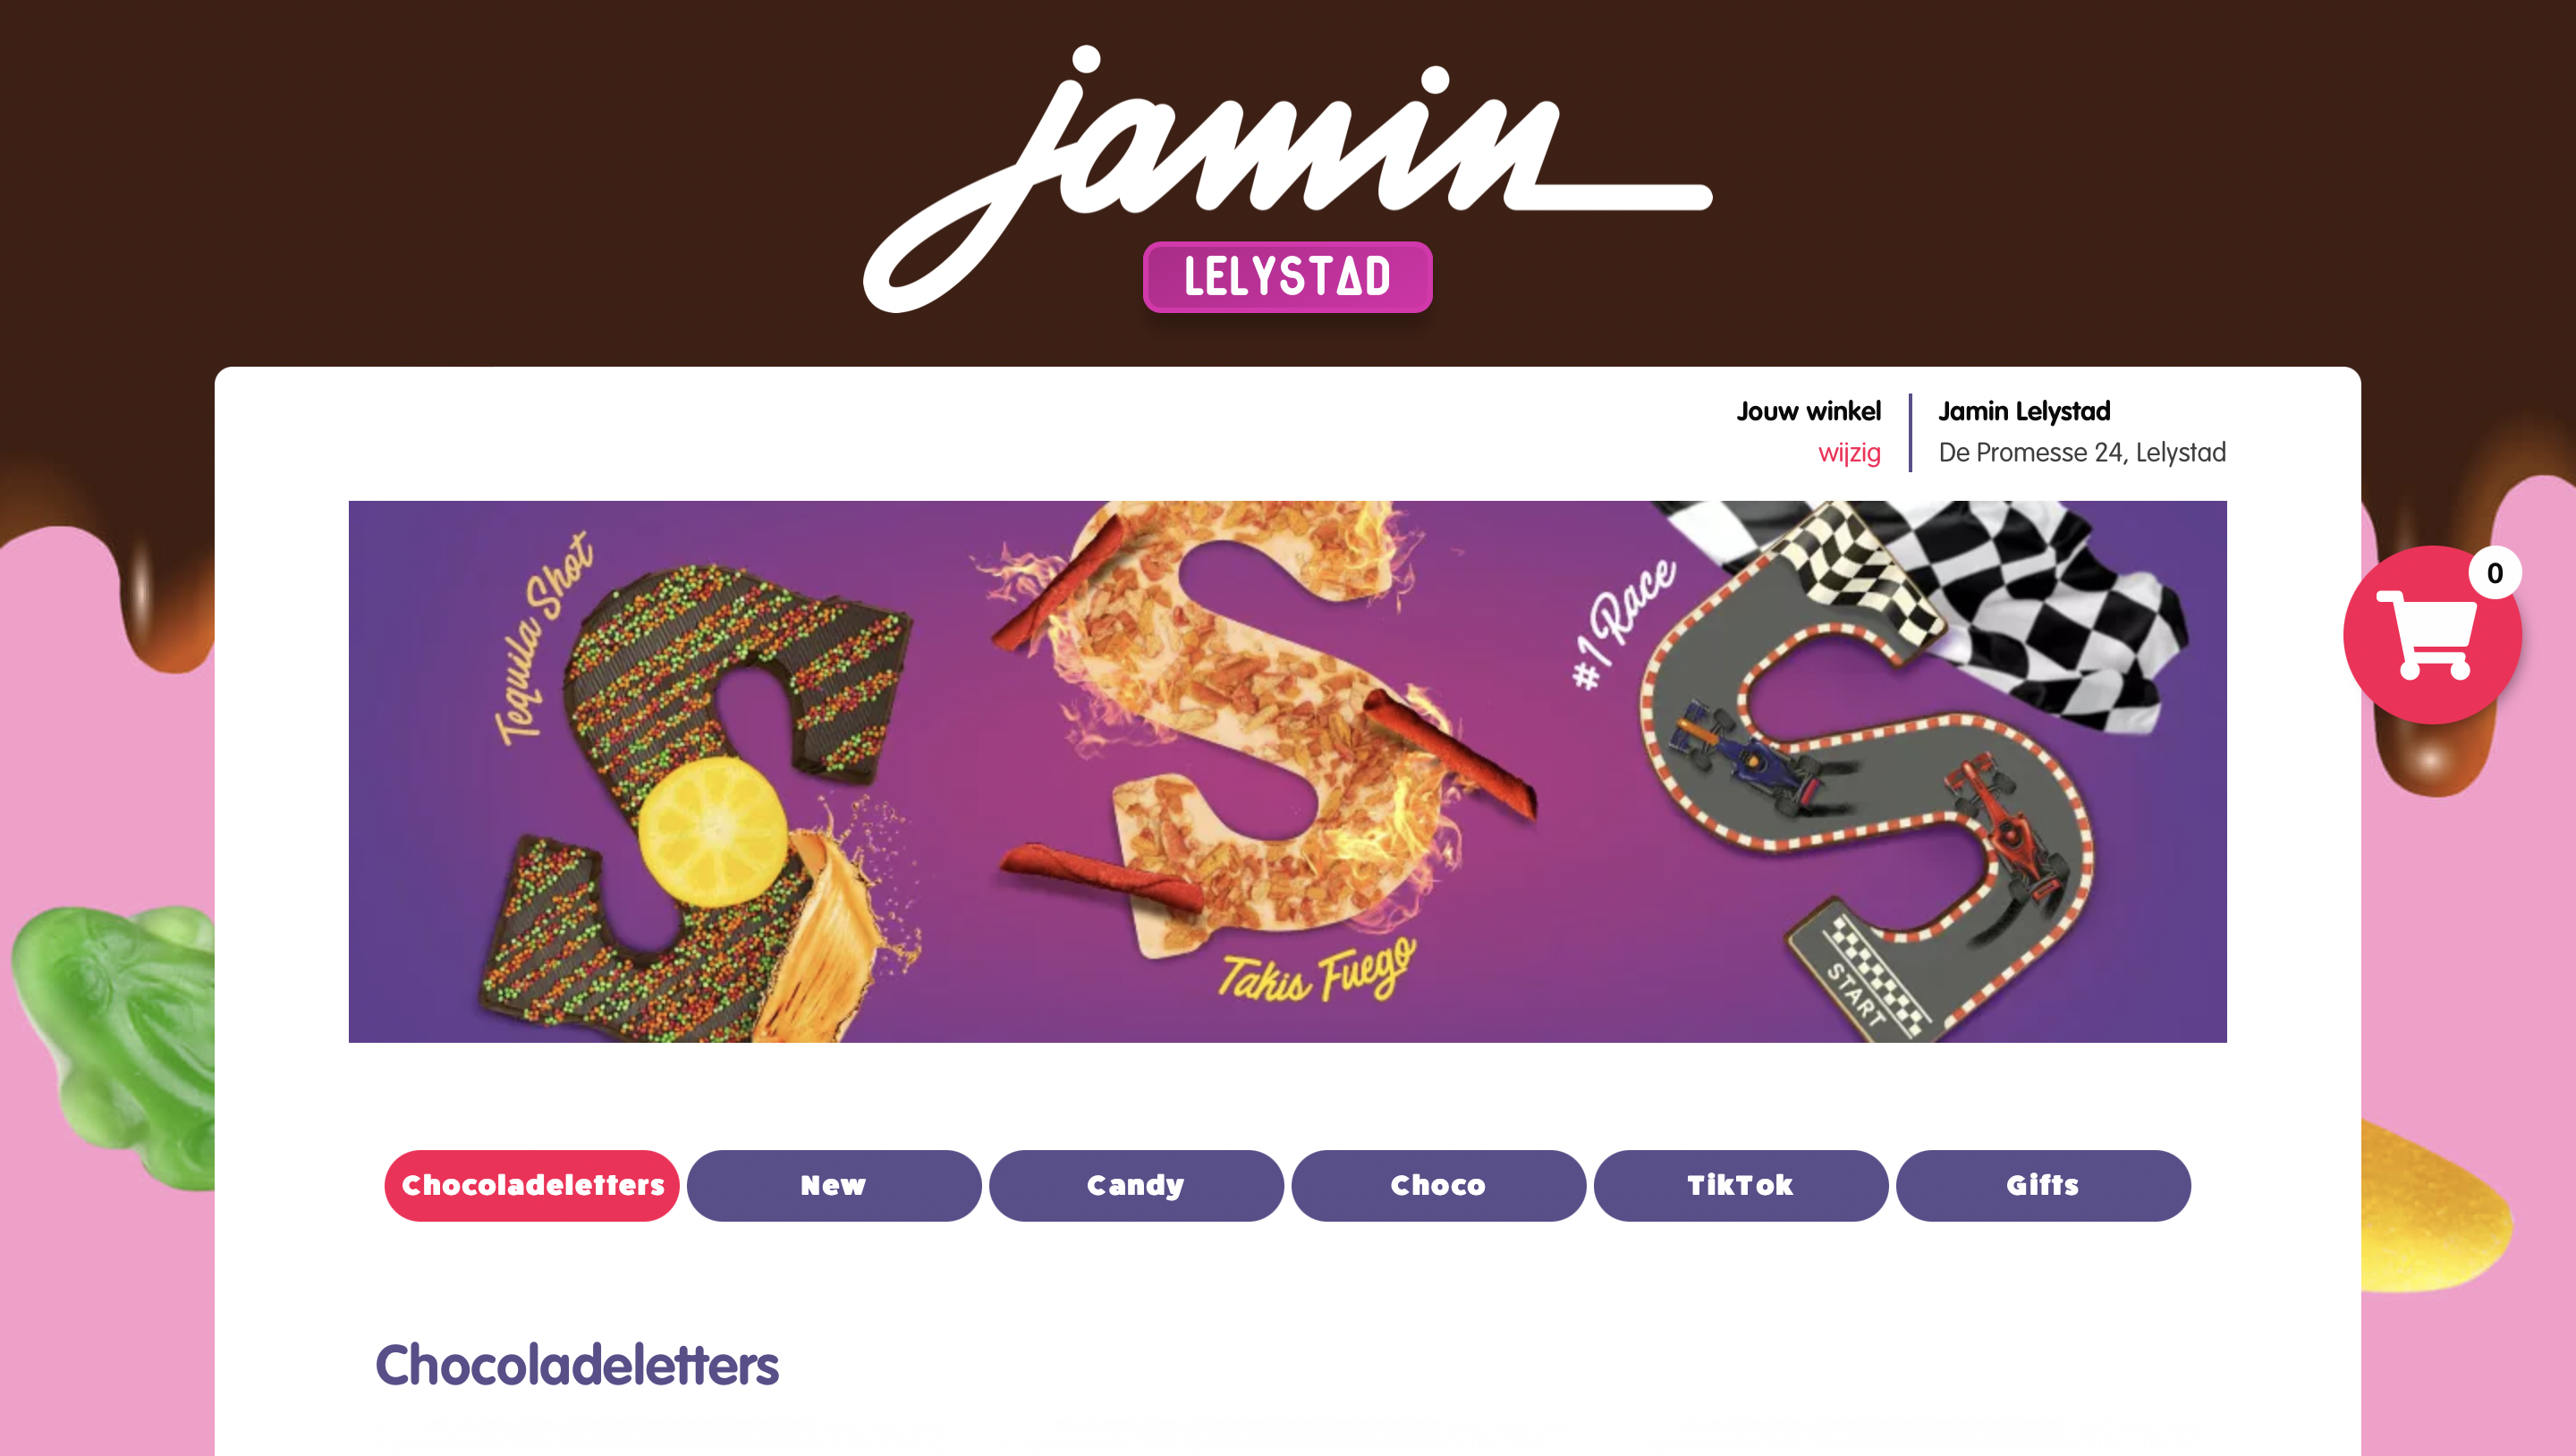 jamin
LELYSTAD
Jouw winkel
wijzig
Jamin Lelystad
De Promesse 24, Lelystad
0
Tequila Shot
Takis Fuego
#1 Race
START
Chocoladeletters
New
Candy
Choco
TikTok
Gifts
Chocoladeletters